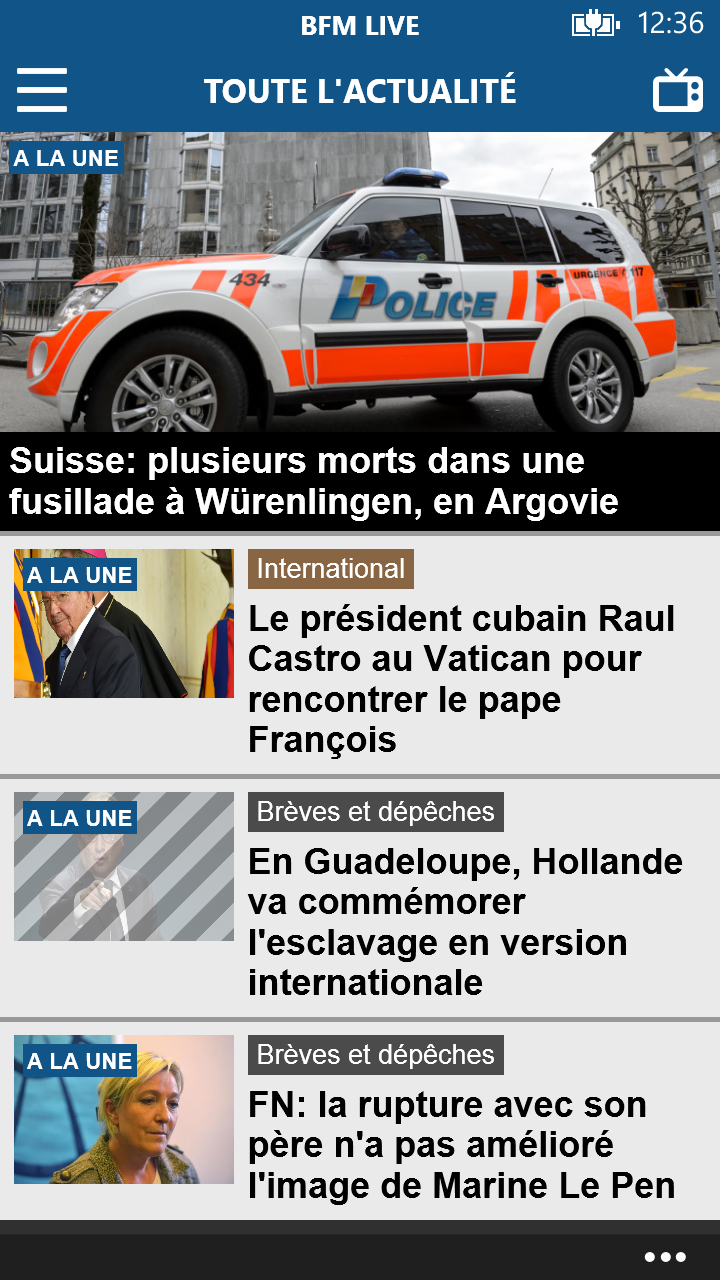 BFM LIVE
12:36
TOUTE L'ACTUALITÉ
A LA UNE
434
POLICE
URGENCE 117
Suisse: plusieurs morts dans une
fusillade à Würenlingen, en Argovie
A LA UNE
International
Le président cubain Raul
Castro au Vatican pour
rencontrer le pape
François
A LA UNE
Brèves et dépêches
En Guadeloupe, Hollande
va commémorer
l'esclavage en version
internationale
A LA UNE
Brèves et dépêches
FN: la rupture avec son
père n'a pas amélioré
l'image de Marine Le Pen